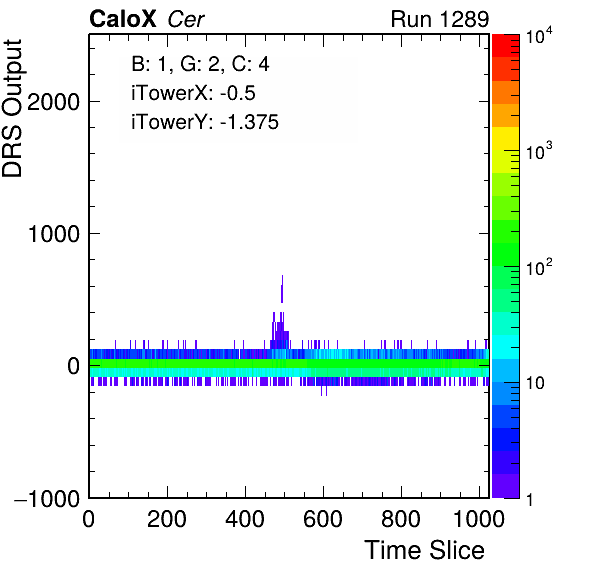 CaloX Cer Run 1289
B: 1, G: 2, C: 4
iTowerX: -0.5
iTowerY: -1.375
DRS Output
2000
1000
0
−1000
0 200 400 600 800 1000
Time Slice
10^4
10^3
10^2
10
1